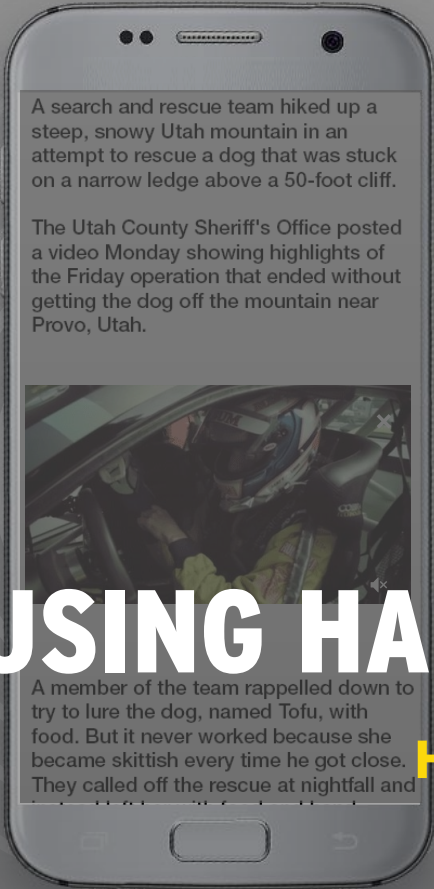 A search and rescue team hiked up a
steep, snowy Utah mountain in an
attempt to rescue a dog that was stuck
on a narrow ledge above a 50-foot cliff.
The Utah County Sheriff's Office posted
a video Monday showing highlights of
the Friday operation that ended without
getting the dog off the mountain near
Provo, Utah.
USING HA
A member of the team rappelled down to
try to lure the dog, named Tofu, with
food. But it never worked because she
became skittish every time he got close.
H
They called off the rescue at nightfall and